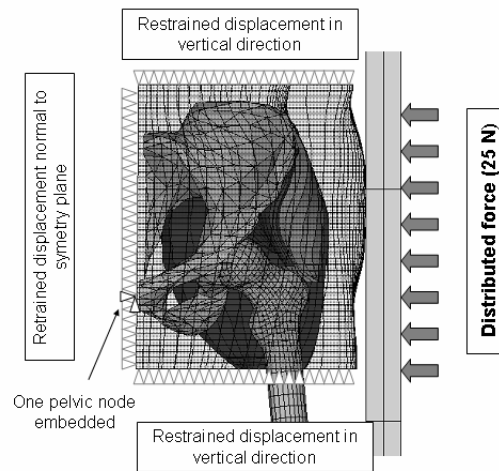 Restrained displacement in
vertical direction
Retrained displacement normal to
symetry plane
Distributed force (25 N)
One pelvic node
embedded
Restrained displacement in
vertical direction